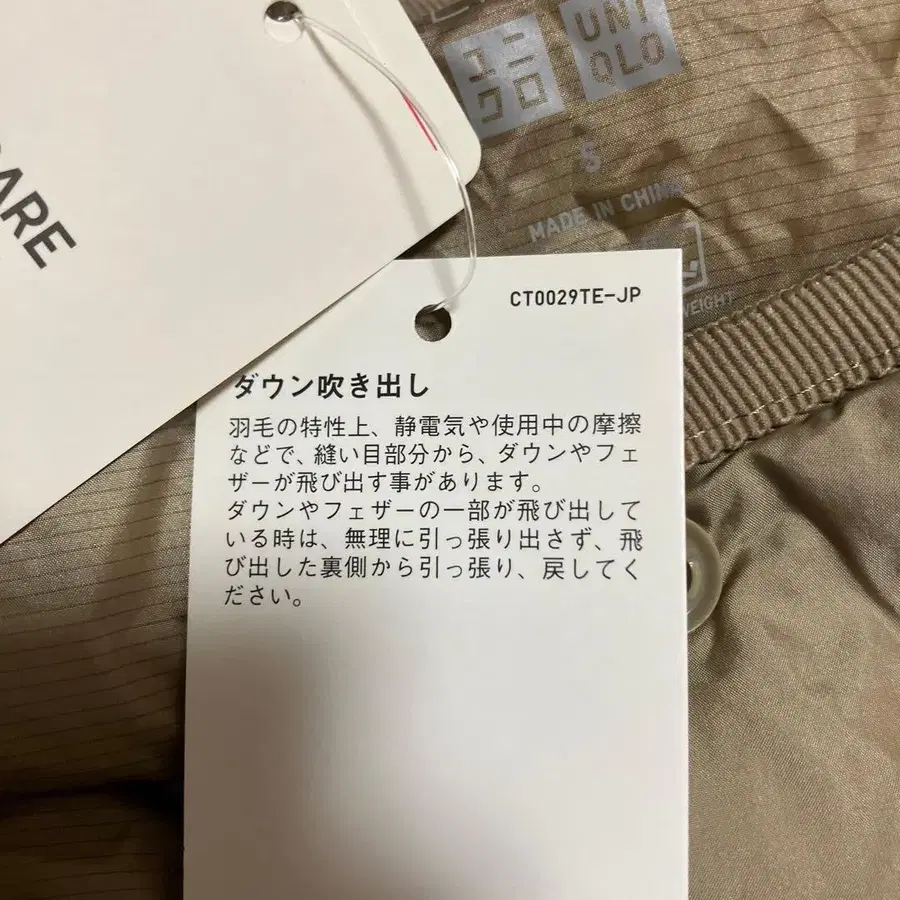 ユニ
クロ
UNI
QLO
S
MADE IN CHINA
CT0029TE-JP
ダウン吹き出し
羽毛の特性上、静電気や使用中の摩擦
などで、縫い目部分から、ダウンやフェ
ザーが飛び出す事があります。
ダウンやフェザーの一部が飛び出して
いる時は、無理に引っ張り出さず、飛
び出した裏側から引っ張り、戻してく
ださい。